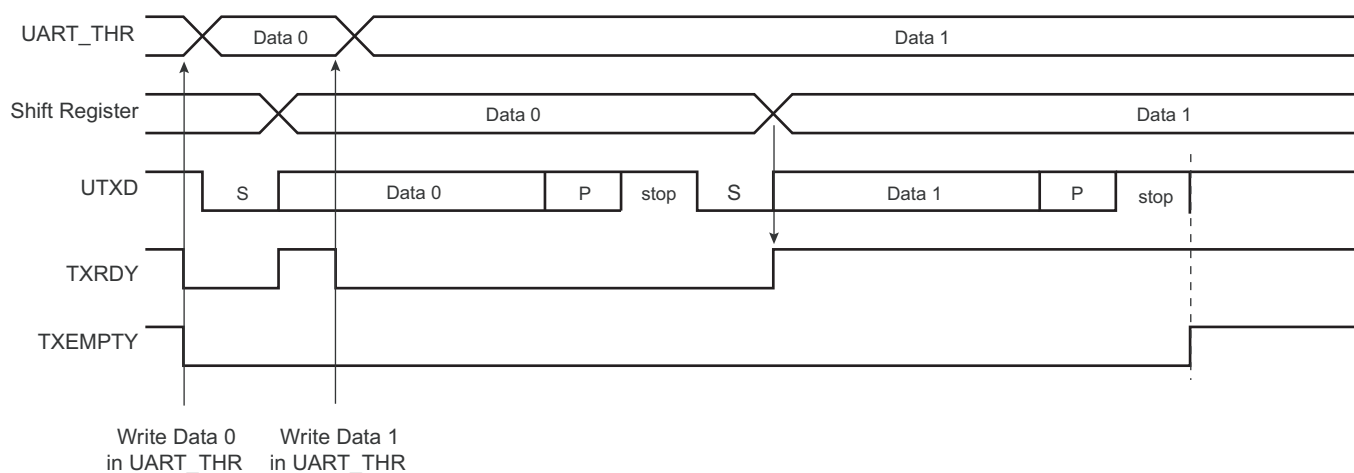 UART_THR
Data 0
Data 1
Shift Register
Data 0
Data 1
UTXD
S
Data 0
P
stop
S
Data 1
P
stop
TXRDY
TXEMPTY
Write Data 0
in UART_THR
Write Data 1
in UART_THR